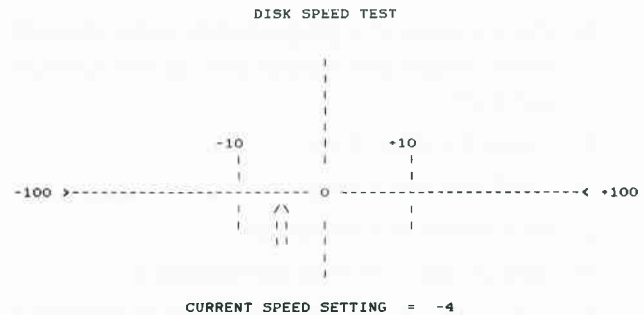 DISK SPEED TEST
-10 +10
-100 0 +100
CURRENT SPEED SETTING = -4